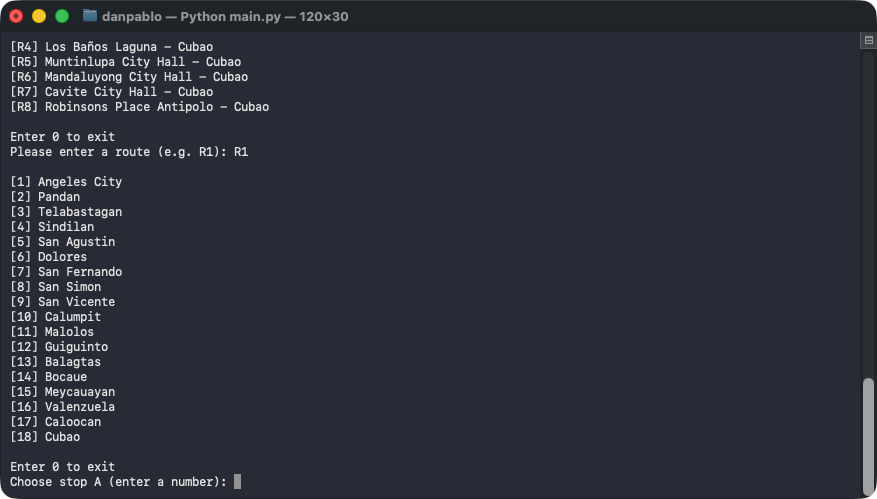 danpablo — Python main.py — 120×30
[R4] Los Baños Laguna – Cubao
[R5] Muntinlupa City Hall – Cubao
[R6] Mandaluyong City Hall – Cubao
[R7] Cavite City Hall – Cubao
[R8] Robinsons Place Antipolo – Cubao
Enter 0 to exit
Please enter a route (e.g. R1): R1
[1] Angeles City
[2] Pandan
[3] Telabastagan
[4] Sindilan
[5] San Agustin
[6] Dolores
[7] San Fernando
[8] San Simon
[9] San Vicente
[10] Calumpit
[11] Malolos
[12] Guiguinto
[13] Balagtas
[14] Bocaue
[15] Meycauayan
[16] Valenzuela
[17] Caloocan
[18] Cubao
Enter 0 to exit
Choose stop A (enter a number):